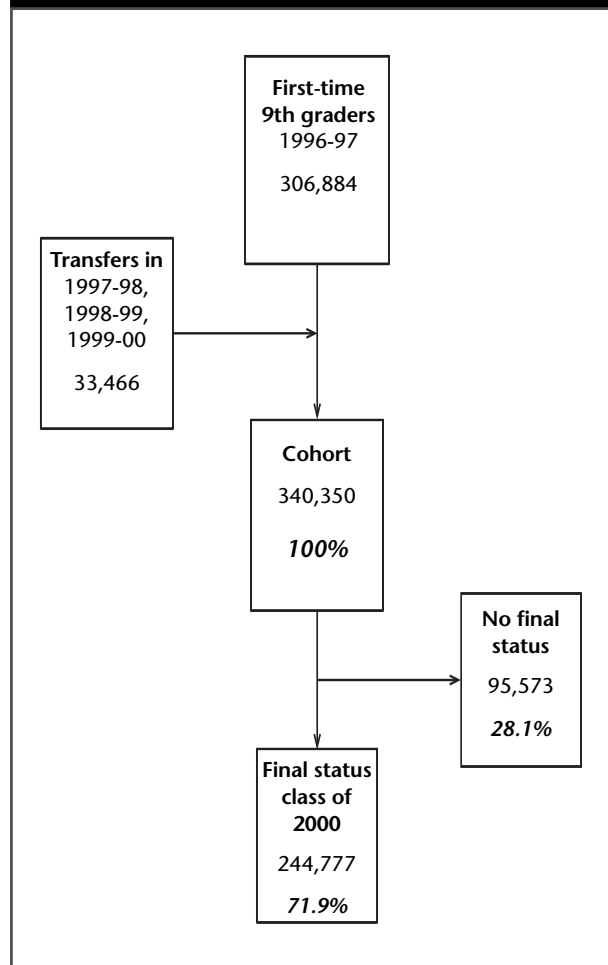 First-time
9th graders
1996-97
306,884
Transfers in
1997-98,
1998-99,
1999-00
33,466
Cohort
340,350
100%
No final
status
95,573
28.1%
Final status
class of
2000
244,777
71.9%